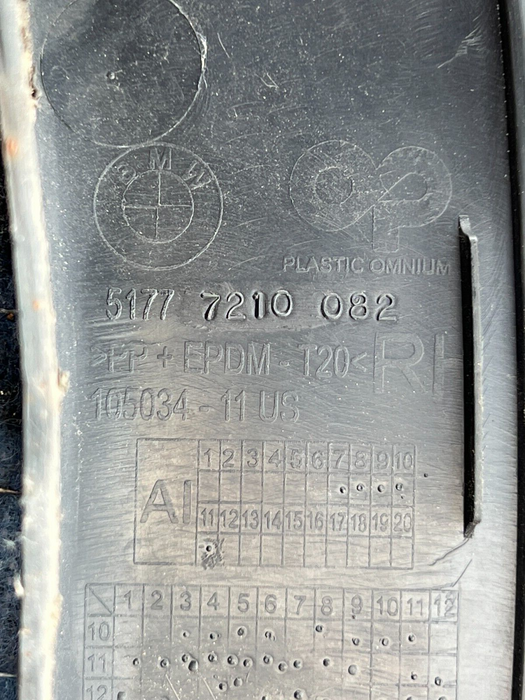 BMW
OP
PLASTIC OMNIUM
5177 7210 082
>PP + EPDM - T20< RH
105034 - 11 US
AI
1 2 3 4 5 6 7 8 9 10
11 12 13 14 15 16 17 18 19 20
1 2 3 4 5 6 7 8 9 10 11 12
10
11
12